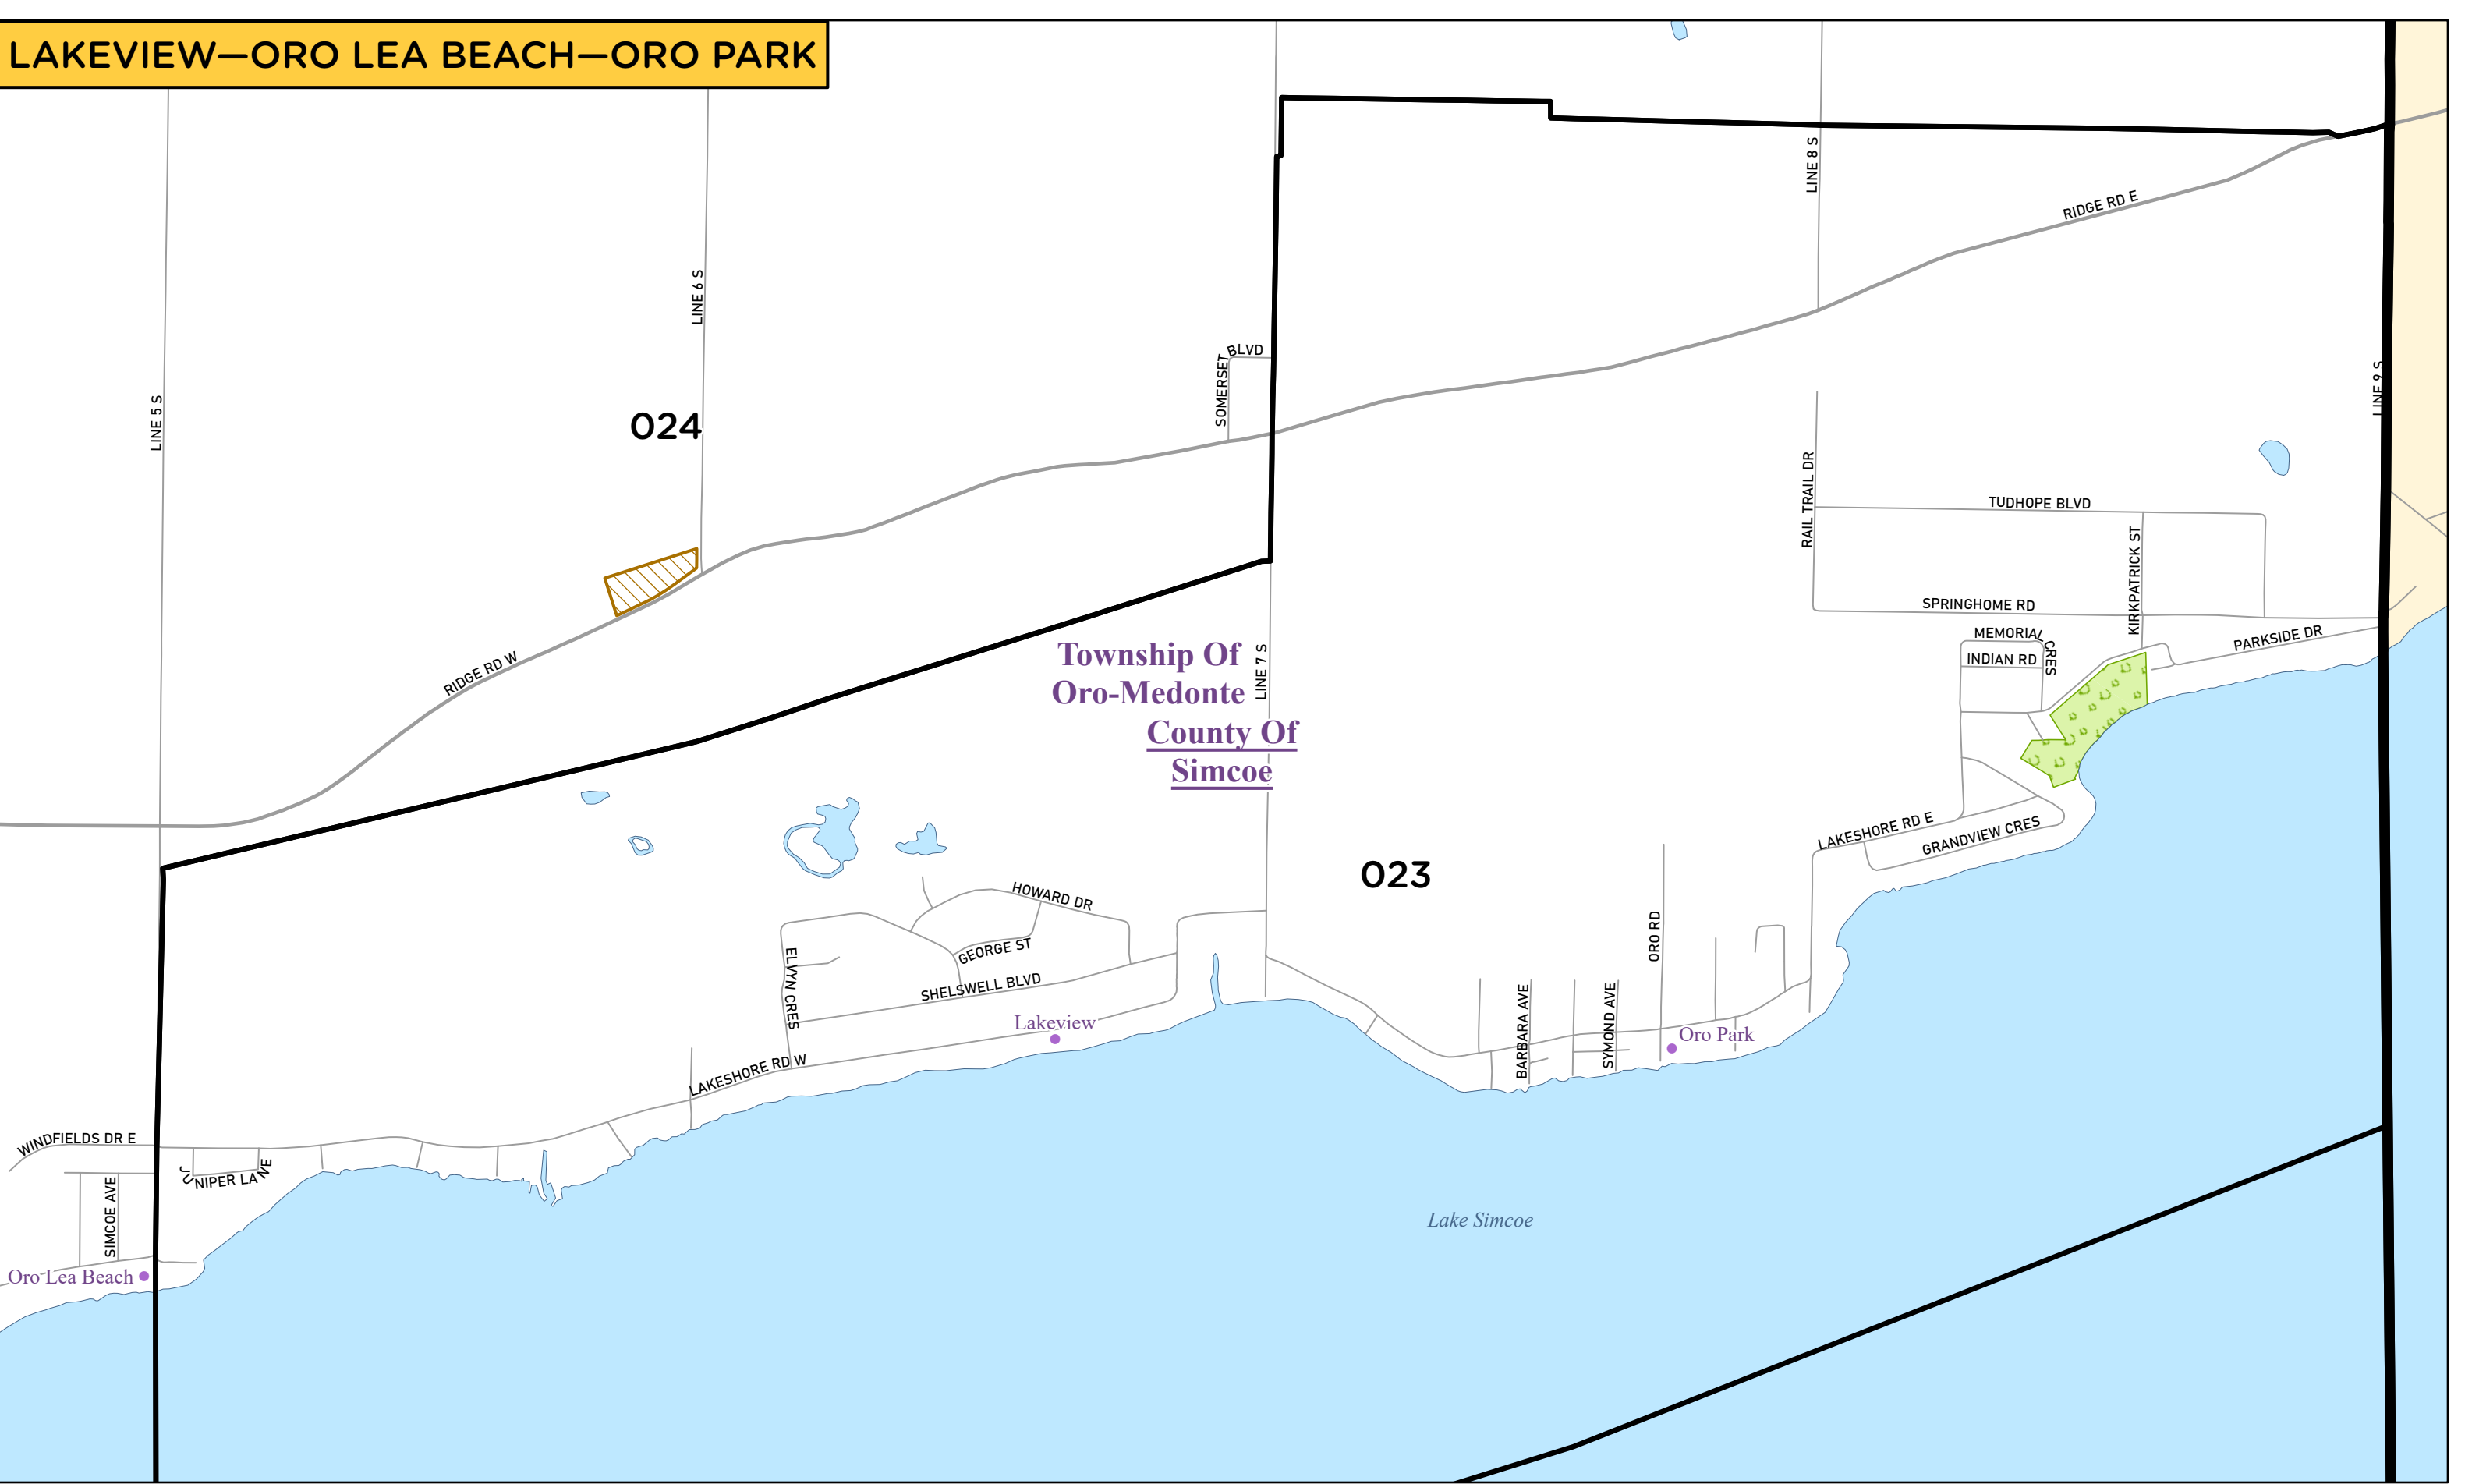 LAKEVIEW—ORO LEA BEACH—ORO PARK
LINE 8 S
RIDGE RD E
LINE 6 S
BLVD
SOMERSET
LINE 9 S
LINE 5 S
024
RAIL TRAIL DR
TUDHOPE BLVD
KIRKPATRICK ST
SPRINGHOME RD
MEMORIAL
CRES
INDIAN RD
PARKSIDE DR
RIDGE RD W
Township Of
Oro-Medonte
County Of
Simcoe
LINE 7 S
LAKESHORE RD E
GRANDVIEW CRES
023
HOWARD DR
GEORGE ST
ELVYN CRES
SHELSWELL BLVD
ORO RD
BARBARA AVE
SYMOND AVE
Lakeview
Oro Park
LAKESHORE RD W
WINDFIELDS DR E
JUNIPER LANE
SIMCOE AVE
Lake Simcoe
Oro Lea Beach